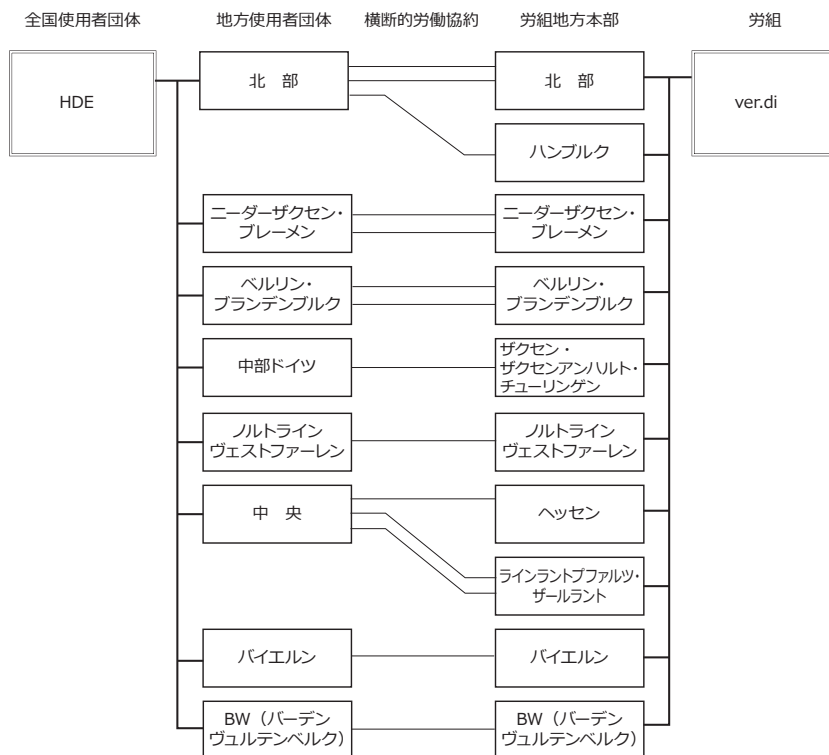 全国使用者団体 地方使用者団体 横断的労働協約 労組地方本部 労組
HDE
北 部
北 部
ver.di
ハンブルク
ニーダーザクセン・
ブレーメン
ニーダーザクセン・
ブレーメン
ベルリン・
ブランデンブルク
ベルリン・
ブランデンブルク
中部ドイツ
ザクセン・
ザクセンアンハルト・
チューリンゲン
ノルトライン
ヴェストファーレン
ノルトライン
ヴェストファーレン
中 央
ヘッセン
ラインラントプファルツ・
ザールラント
バイエルン
バイエルン
BW（バーデン
ヴュルテンベルク）
BW（バーデン
ヴュルテンベルク）